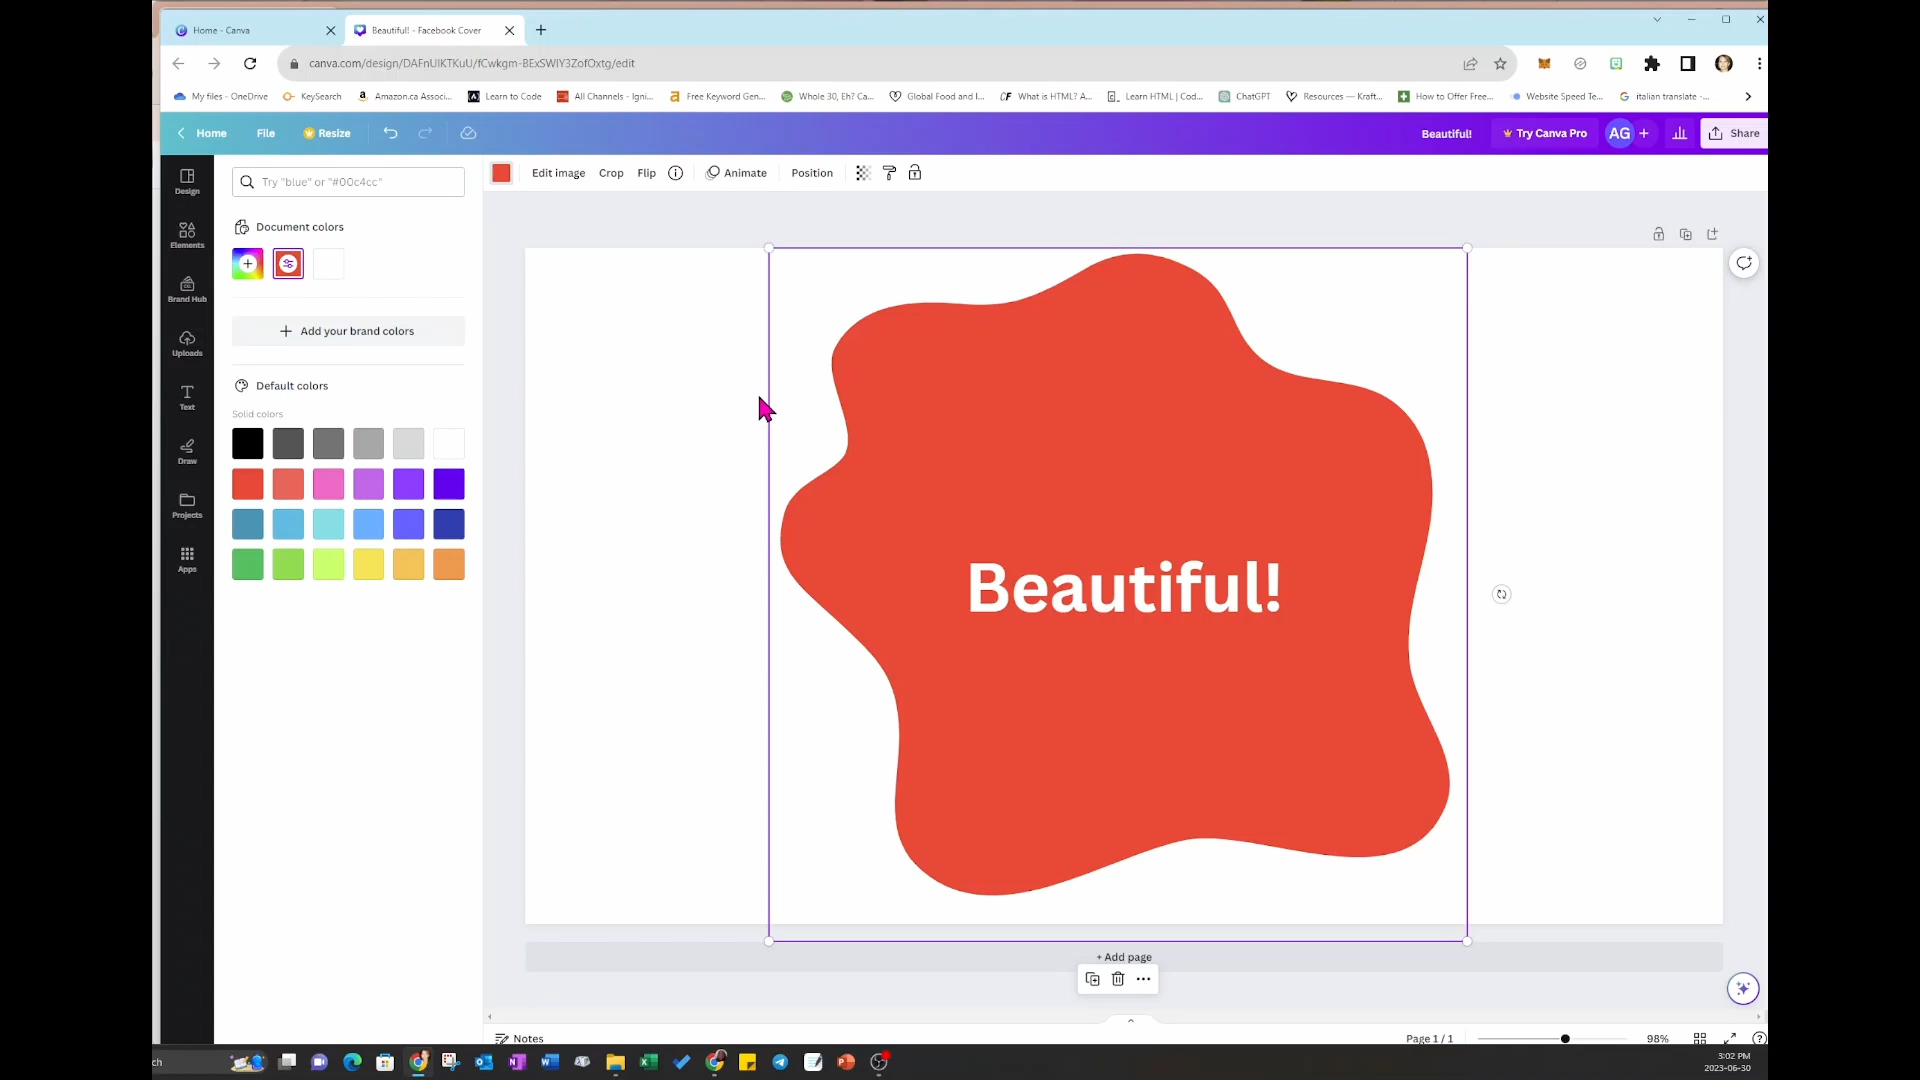 Home - Canva
Beautiful! - Facebook Cover
canva.com/design/DAFnUlKTKuU/fCwkgm-BExSWlY3ZofOxtg/edit
My files - OneDrive
KeySearch
Amazon.ca Associ...
Learn to Code
All Channels - Igni...
Free Keyword Gen...
Whole 30, Eh? Ca...
Global Food and I...
What is HTML? A...
Learn HTML | Cod...
ChatGPT
Resources — Kraft...
How to Offer Free...
Website Speed Te...
italian translate -...
Home
File
Resize
Beautiful!
Try Canva Pro
AG
Share
Design
Elements
Brand Hub
Uploads
Text
Draw
Projects
Apps
Try "blue" or "#00c4cc"
Document colors
+ Add your brand colors
Default colors
Solid colors
Edit image
Crop
Flip
Animate
Position
Beautiful!
+ Add page
Notes
Page 1 / 1
98%
ch
3:02 PM
2023-06-30